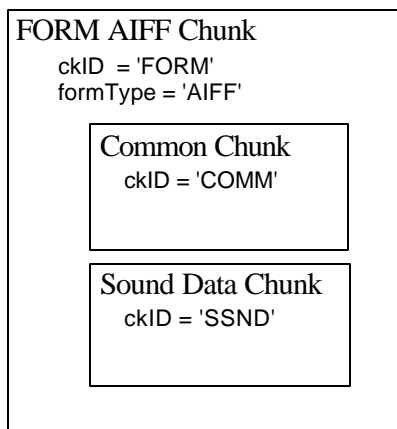 FORM AIFF Chunk
ckID = 'FORM'
formType = 'AIFF'
Common Chunk
ckID = 'COMM'
Sound Data Chunk
ckID = 'SSND'